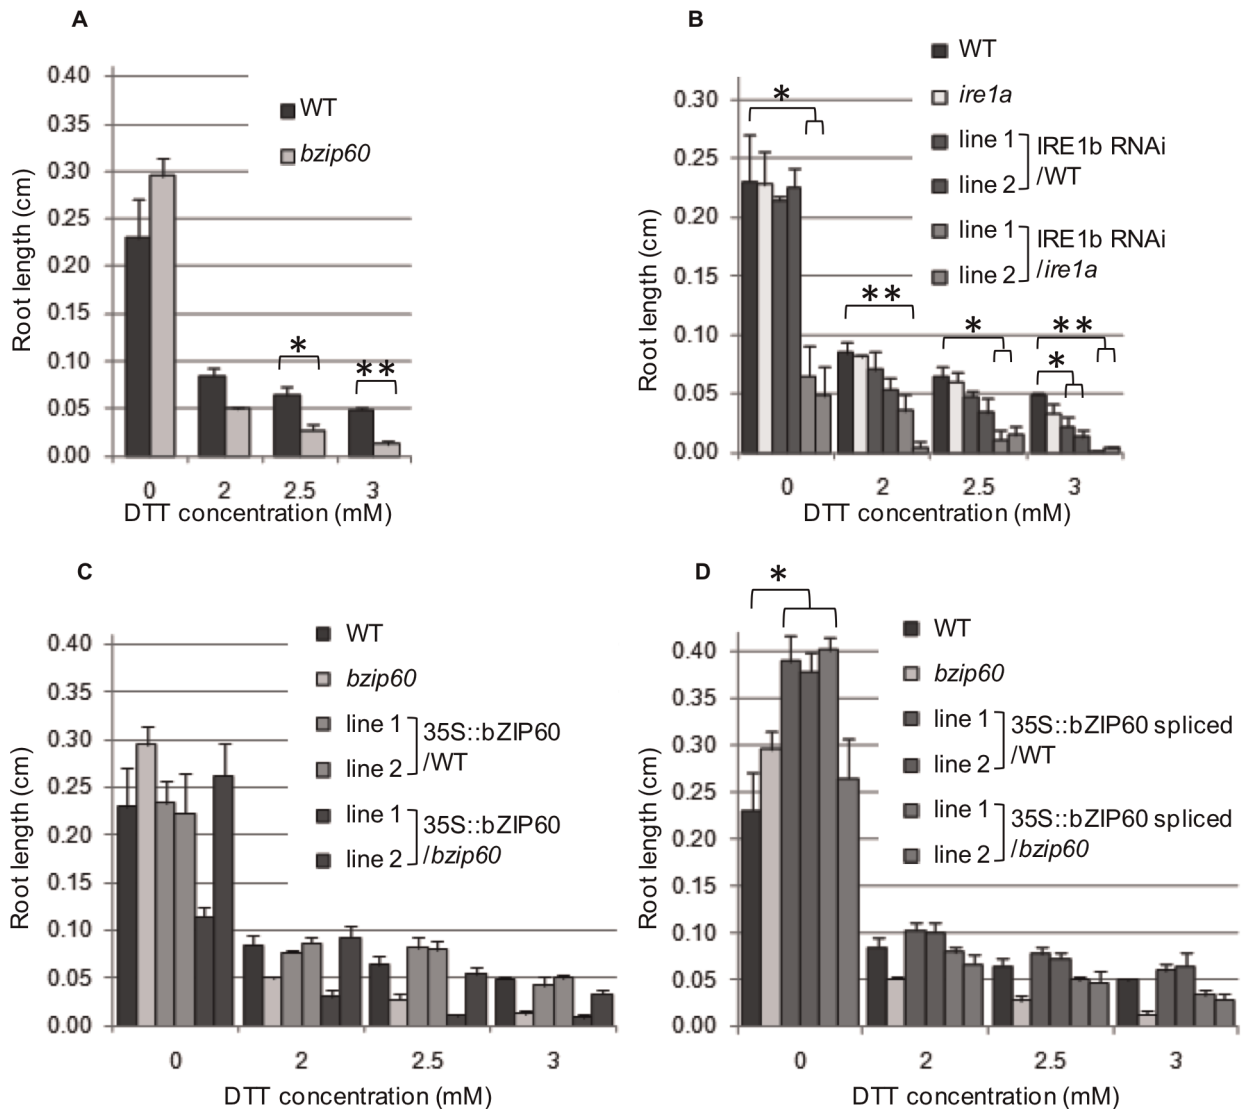 A
0.40
0.35
0.30
0.25
0.20
0.15
0.10
0.05
0.00
Root length (cm)
WT
bzip60
*
**
0 2 2.5 3
DTT concentration (mM)
B
WT
ire1a
line 1
line 2
IRE1b RNAi
/WT
line 1
line 2
IRE1b RNAi
/ire1a
0.30
0.25
0.20
0.15
0.10
0.05
0.00
Root length (cm)
*
**
*
**
*
0 2 2.5 3
DTT concentration (mM)
C
WT
bzip60
line 1
line 2
35S::bZIP60
/WT
line 1
line 2
35S::bZIP60
/bzip60
0.40
0.35
0.30
0.25
0.20
0.15
0.10
0.05
0.00
Root length (cm)
0 2 2.5 3
DTT concentration (mM)
D
*
WT
bzip60
line 1
line 2
35S::bZIP60 spliced
/WT
line 1
line 2
35S::bZIP60 spliced
/bzip60
0.40
0.35
0.30
0.25
0.20
0.15
0.10
0.05
0.00
Root length (cm)
0 2 2.5 3
DTT concentration (mM)